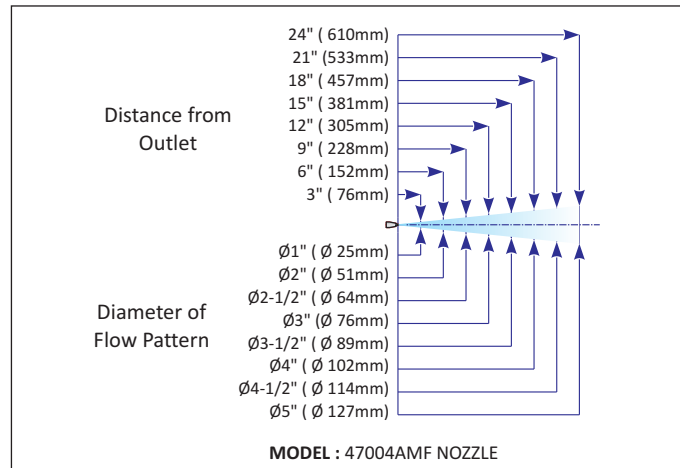 24" ( 610mm)
21" (533mm)
18" ( 457mm)
15" ( 381mm)
12" ( 305mm)
9" ( 228mm)
6" ( 152mm)
3" ( 76mm)
Distance from
Outlet
Ø1" ( Ø 25mm)
Ø2" ( Ø 51mm)
Ø2-1/2" ( Ø 64mm)
Ø3" (Ø 76mm)
Ø3-1/2" ( Ø 89mm)
Ø4" ( Ø 102mm)
Ø4-1/2" ( Ø 114mm)
Ø5" ( Ø 127mm)
Diameter of
Flow Pattern
MODEL : 47004AMF NOZZLE